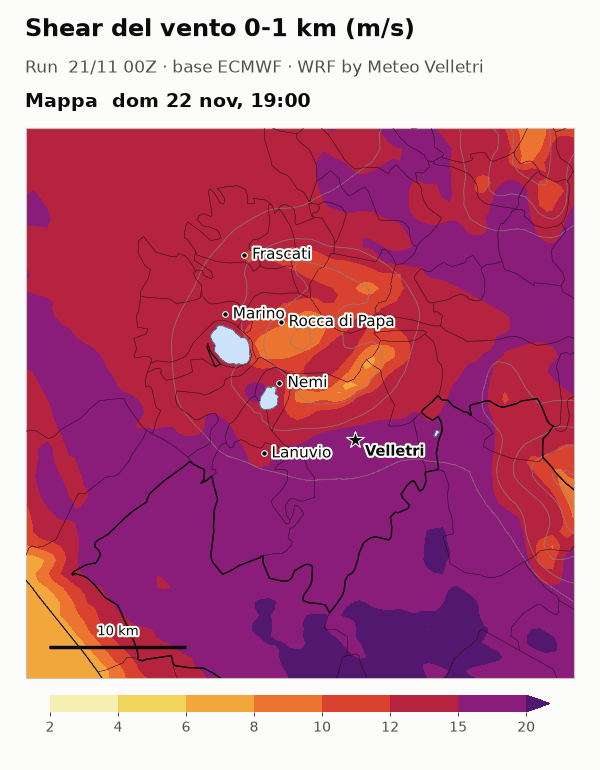 Shear del vento 0-1 km (m/s)
Run  21/11 00Z · base ECMWF · WRF by Meteo Velletri
Mappa  dom 22 nov, 19:00
Frascati
Marino
Rocca di Papa
Nemi
Velletri
Lanuvio
10 km
2 4 6 8 10 12 15 20